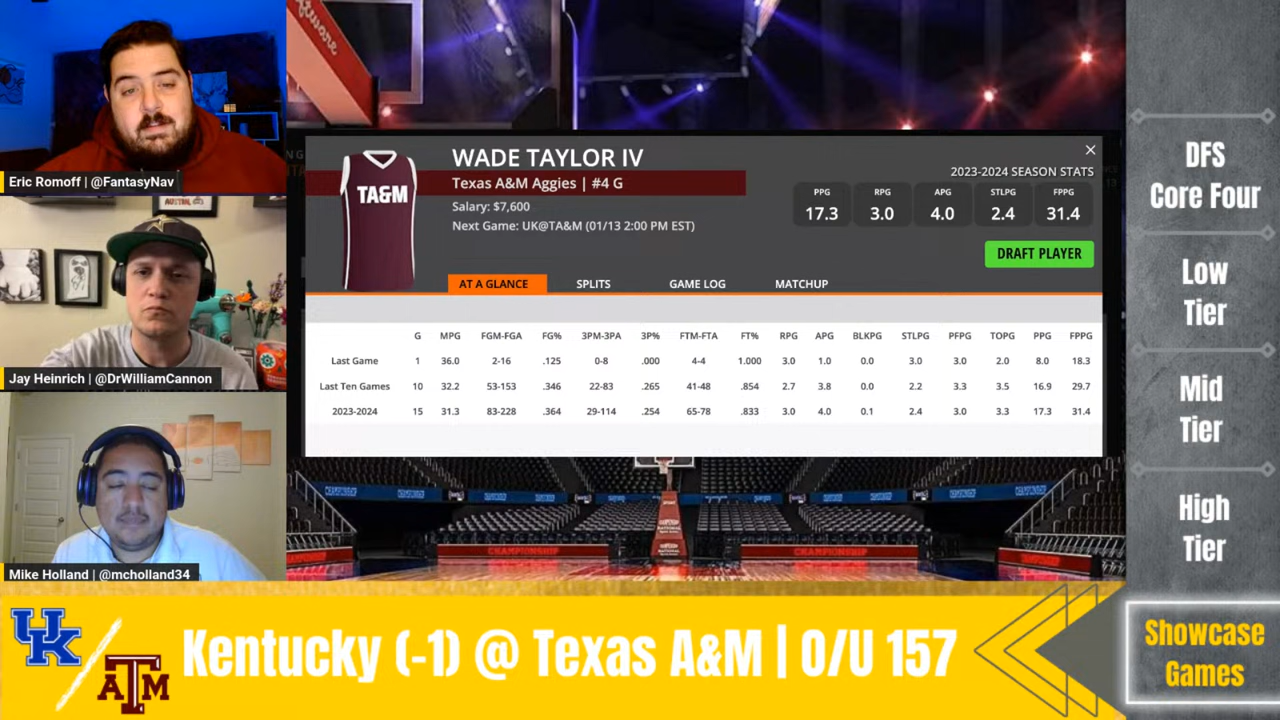 Eric Romoff | @FantasyNav
Jay Heinrich | @DrWilliamCannon
Mike Holland | @mcholland34
TA&M
WADE TAYLOR IV
Texas A&M Aggies | #4 G
Salary: $7,600
Next Game: UK@TA&M (01/13 2:00 PM EST)
2023-2024 SEASON STATS
PPG RPG APG STLPG FPPG
17.3 3.0 4.0 2.4 31.4
DRAFT PLAYER
AT A GLANCE SPLITS GAME LOG MATCHUP
G MPG FGM-FGA FG% 3PM-3PA 3P% FTM-FTA FT% RPG APG BLKPG STLPG PFPG TOPG PPG FPPG
Last Game 1 36.0 2-16 .125 0-8 .000 4-4 1.000 3.0 1.0 0.0 3.0 3.0 2.0 8.0 18.3
Last Ten Games 10 32.2 53-153 .346 22-83 .265 41-48 .854 2.7 3.8 0.0 2.2 3.3 3.5 16.9 29.7
2023-2024 15 31.3 83-228 .364 29-114 .254 65-78 .833 3.0 4.0 0.1 2.4 3.0 3.3 17.3 31.4
CHAMPIONSHIP
CHAMPIONSHIP
UK
ATM
Kentucky (-1) @ Texas A&M | O/U 157
DFS
Core Four
Low
Tier
Mid
Tier
High
Tier
Showcase
Games